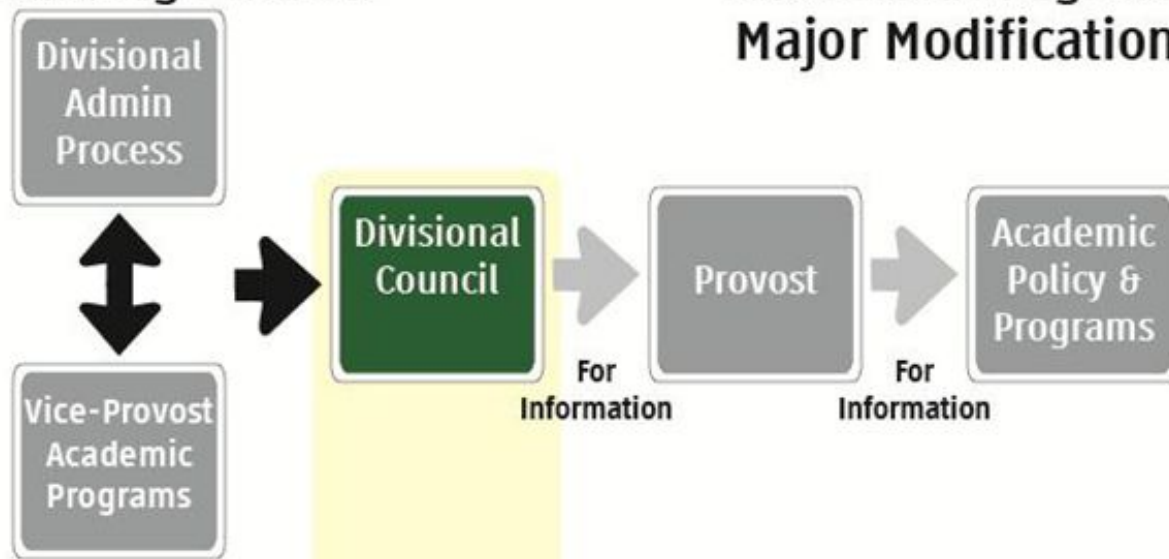 Major Modification
Divisional
Admin
Process
Divisional
Council
Provost
Academic
Policy &
Programs
For
Information
For
Information
Vice-Provost
Academic
Programs